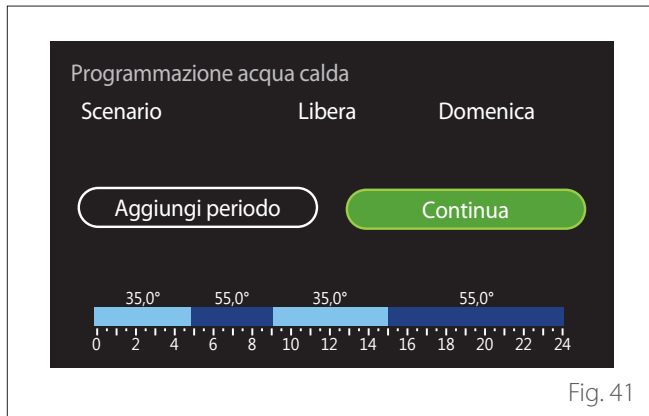 Programmazione acqua calda
Scenario Libera Domenica
Aggiungi periodo Continua
35,0° 55,0° 35,0° 55,0°
0 2 4 6 8 10 12 14 16 18 20 22 24
Fig. 41